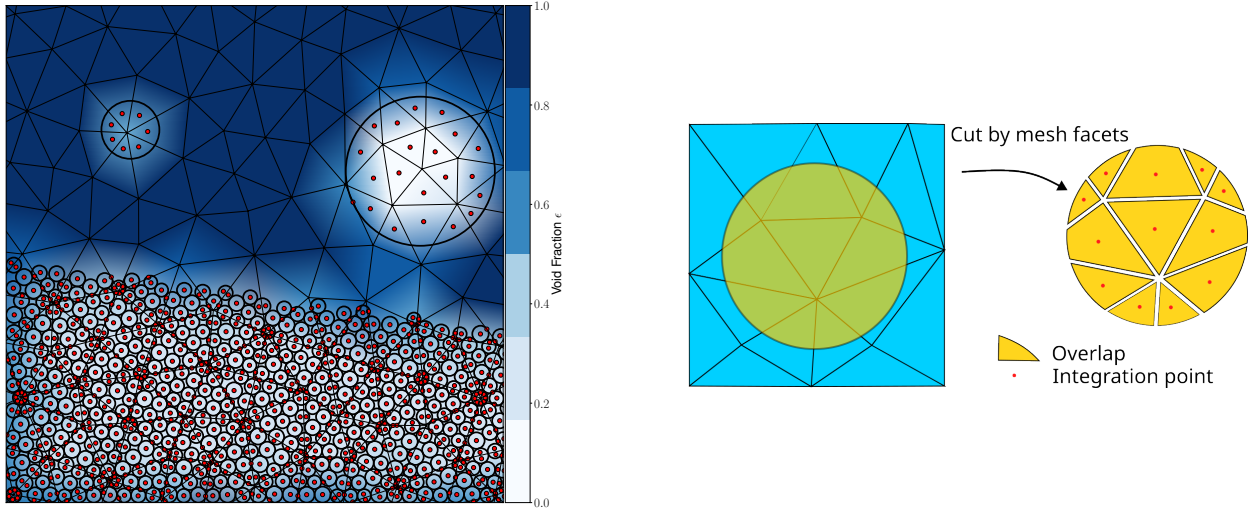 1.0
0.8
0.6
0.4
0.2
0.0
Void Fraction ϵ
Cut by mesh facets
Overlap
Integration point